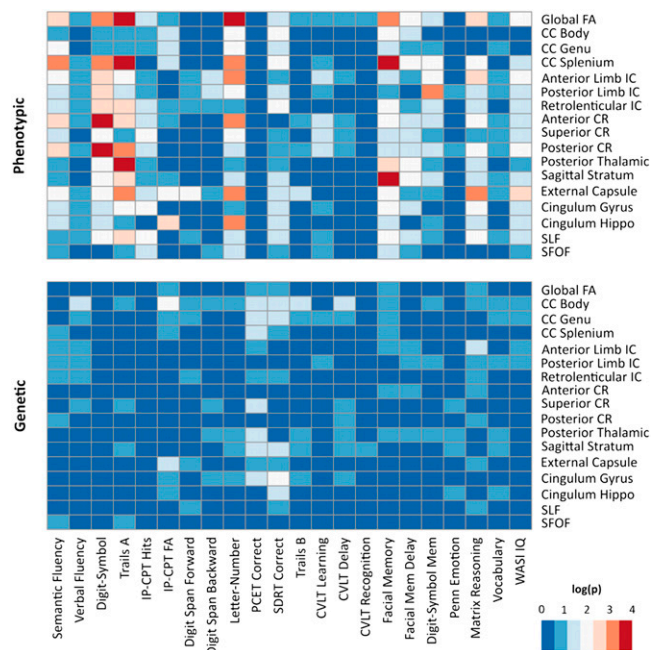 Phenotypic
Global FA
CC Body
CC Genu
CC Splenium
Anterior Limb IC
Posterior Limb IC
Retrolenticular IC
Anterior CR
Superior CR
Posterior CR
Posterior Thalamic
Sagittal Stratum
External Capsule
Cingulum Gyrus
Cingulum Hippo
SLF
SFOF
Genetic
Global FA
CC Body
CC Genu
CC Splenium
Anterior Limb IC
Posterior Limb IC
Retrolenticular IC
Anterior CR
Superior CR
Posterior CR
Posterior Thalamic
Sagittal Stratum
External Capsule
Cingulum Gyrus
Cingulum Hippo
SLF
SFOF
Semantic Fluency
Verbal Fluency
Digit-Symbol
Trails A
IP-CPT Hits
IP-CPT FA
Digit Span Forward
Digit Span Backward
Letter-Number
PCET Correct
SDRT Correct
Trails B
CVLT Learning
CVLT Delay
CVLT Recognition
Facial Memory
Facial Mem Delay
Digit-Symbol Mem
Penn Emotion
Matrix Reasoning
Vocabulary
WASI IQ
log(p)
0 1 2 3 4